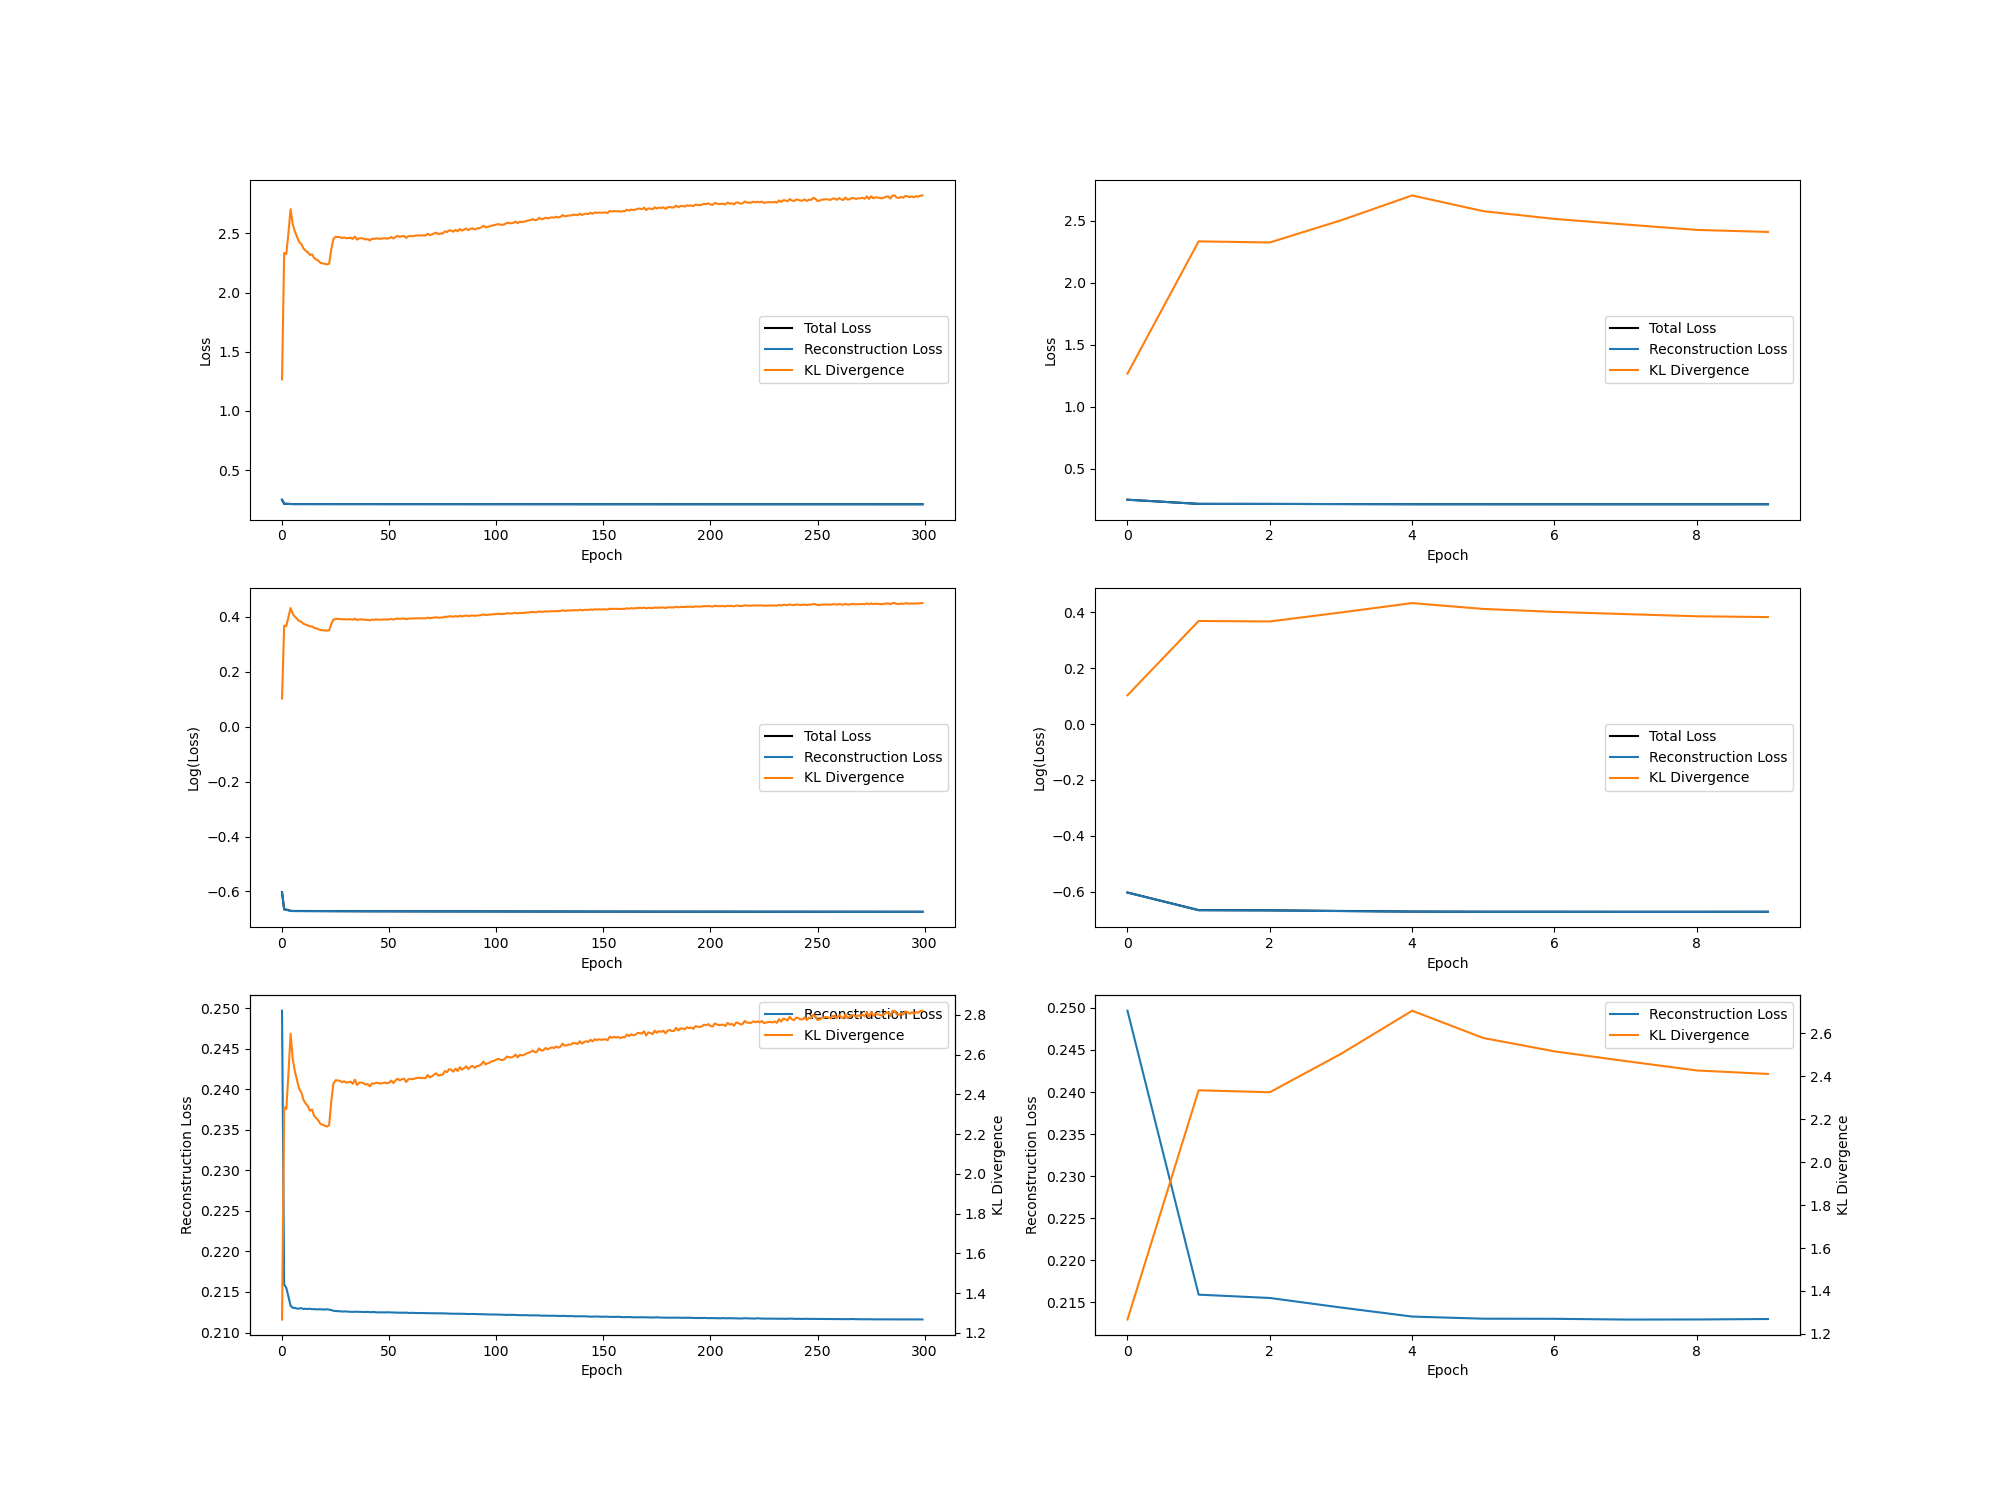 2.5
2.0
1.5
1.0
0.5
Loss
Total Loss
Reconstruction Loss
KL Divergence
0 50 100 150 200 250 300
Epoch
2.5
2.0
1.5
1.0
0.5
Loss
Total Loss
Reconstruction Loss
KL Divergence
0 2 4 6 8
Epoch
0.4
0.2
0.0
−0.2
−0.4
−0.6
Log(Loss)
Total Loss
Reconstruction Loss
KL Divergence
0 50 100 150 200 250 300
Epoch
0.4
0.2
0.0
−0.2
−0.4
−0.6
Log(Loss)
Total Loss
Reconstruction Loss
KL Divergence
0 2 4 6 8
Epoch
0.250
0.245
0.240
0.235
0.230
0.225
0.220
0.215
0.210
Reconstruction Loss
Reconstruction Loss
KL Divergence
2.8
2.6
2.4
2.2
2.0
1.8
1.6
1.4
1.2
KL Divergence
0 50 100 150 200 250 300
Epoch
0.250
0.245
0.240
0.235
0.230
0.225
0.220
0.215
Reconstruction Loss
Reconstruction Loss
KL Divergence
2.6
2.4
2.2
2.0
1.8
1.6
1.4
1.2
KL Divergence
0 2 4 6 8
Epoch